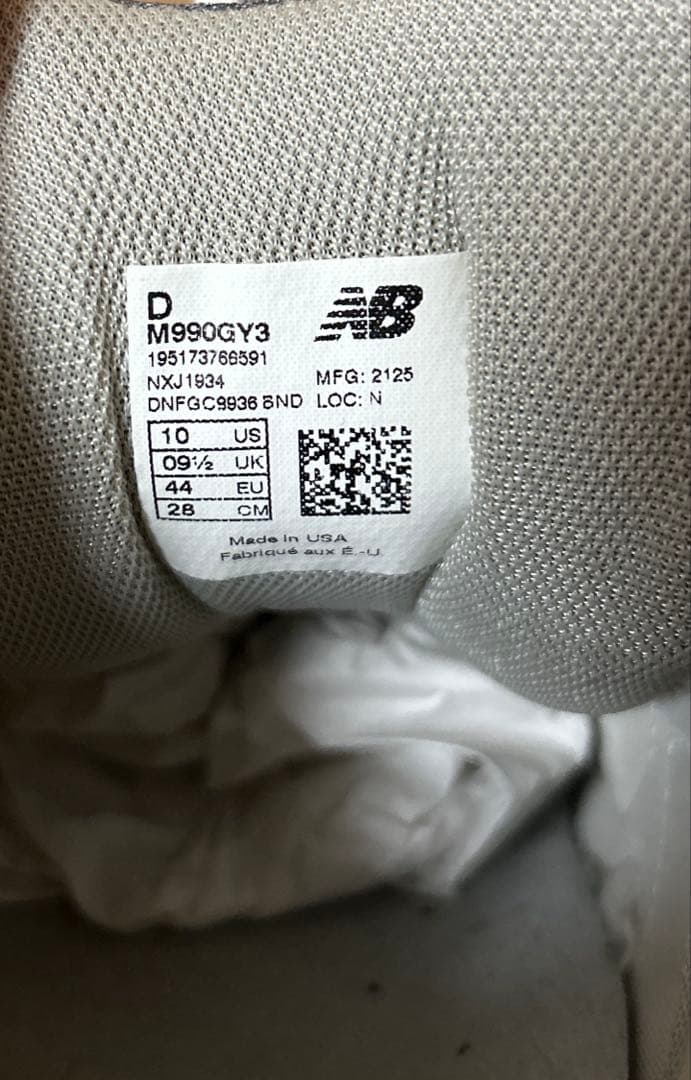 D
M990GY3
195173766591
NXJ1934 MFG: 2125
DNFGC9936 BND LOC: N
10 US
09½ UK
44 EU
28 CM
Made in USA
Fabriqué aux É.-U.